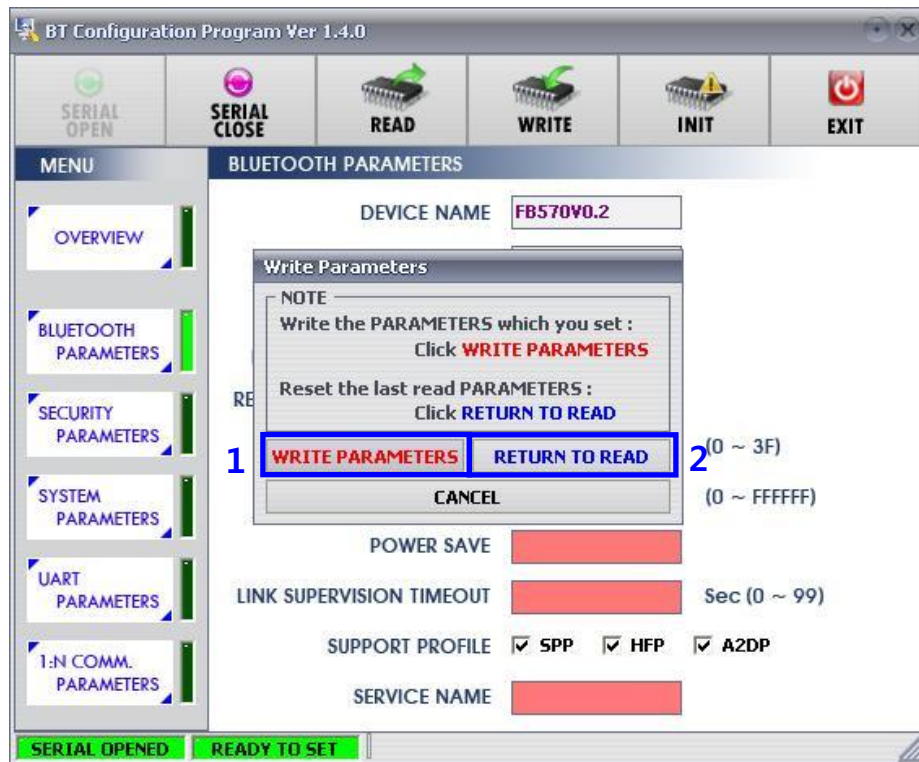 BT Configuration Program Ver 1.4.0
SERIAL OPEN
SERIAL CLOSE
READ
WRITE
INIT
EXIT
MENU
BLUETOOTH PARAMETERS
OVERVIEW
BLUETOOTH
PARAMETERS
SECURITY
PARAMETERS
SYSTEM
PARAMETERS
UART
PARAMETERS
1:N COMM.
PARAMETERS
DEVICE NAME FB570V0.2
Write Parameters
NOTE
Write the PARAMETERS which you set :
Click WRITE PARAMETERS
RE
Reset the last read PARAMETERS :
Click RETURN TO READ
1 WRITE PARAMETERS RETURN TO READ 2 (0 ~ 3F)
CANCEL (0 ~ FFFFFF)
POWER SAVE
LINK SUPERVISION TIMEOUT Sec (0 ~ 99)
SUPPORT PROFILE SPP HFP A2DP
SERVICE NAME
SERIAL OPENED READY TO SET